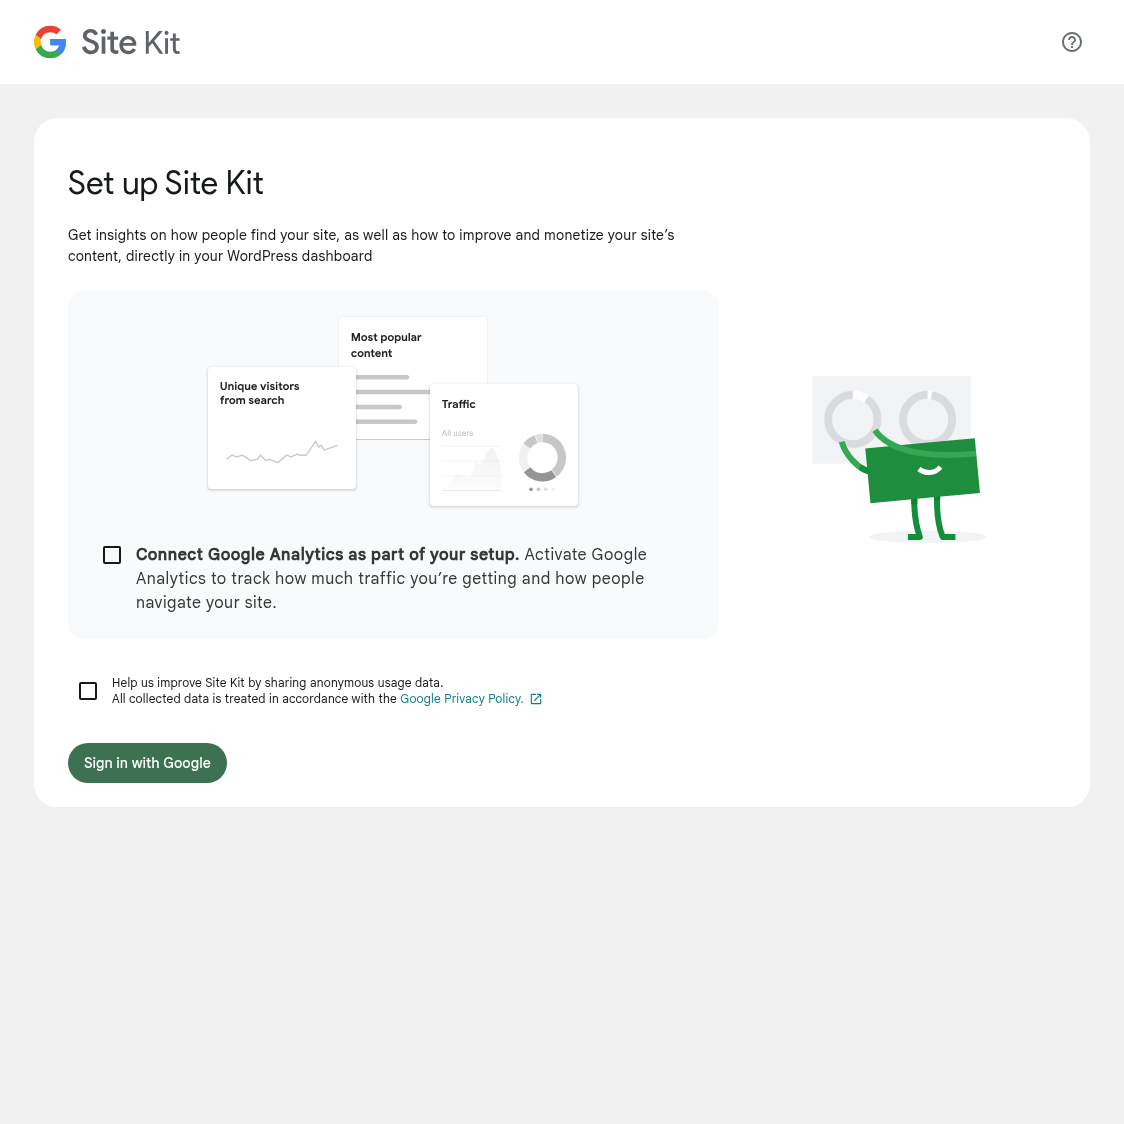 Site Kit
Set up Site Kit
Get insights on how people find your site, as well as how to improve and monetize your site’s
content, directly in your WordPress dashboard
Most popular
content
Unique visitors
from search
Traffic
All users
Connect Google Analytics as part of your setup. Activate Google
Analytics to track how much traffic you’re getting and how people
navigate your site.
Help us improve Site Kit by sharing anonymous usage data.
All collected data is treated in accordance with the Google Privacy Policy.
Sign in with Google